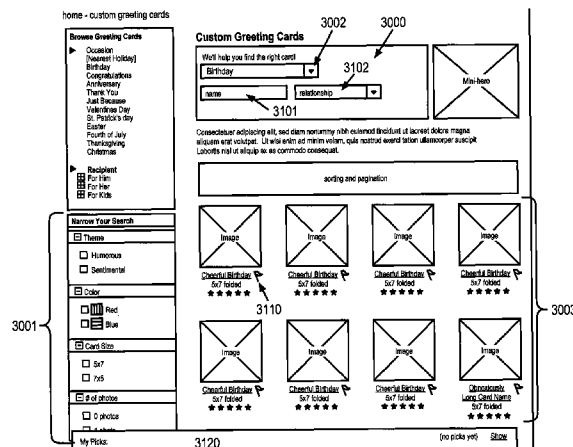 home - custom greeting cards
Browse Greeting Cards
Occasion
[Nearest Holiday]
Birthday
Congratulations
Anniversary
Thank You
Just Because
Valentines Day
St. Patrick's day
Easter
Fourth of July
Thanksgiving
Christmas
Recipient
For Him
For Her
For Kids
Custom Greeting Cards
3002
3000
We'll help you find the right card!
Birthday
3102
name
relationship
3101
Mini-hero
Consectetuer adipiscing elit, sed diam nonummy nibh euismod tincidunt ut laoreet dolore magna
aliquam erat volutpat. Ut wisi enim ad minim veniam, quis nostrud exerci tation ullamcorper suscipit
Lobortis nisl ut aliquip ex ea commodo consequat.
sorting and pagination
Narrow Your Search
Theme
Humorous
Sentimental
Color
Red
Blue
Card Size
5x7
7x5
# of photos
0 photos
3001
Image
Image
Image
Image
Cheerful Birthday
Cheerful Birthday
Cheerful Birthday
Cheerful Birthday
5x7 folded
5x7 folded
5x7 folded
5x7 folded
3110
3003
Image
Image
Image
Image
Cheerful Birthday
Cheerful Birthday
Cheerful Birthday
Obnoxiously
Long Card Name
5x7 folded
5x7 folded
5x7 folded
5x7 folded
My Picks:
3120
(no picks yet)
Show